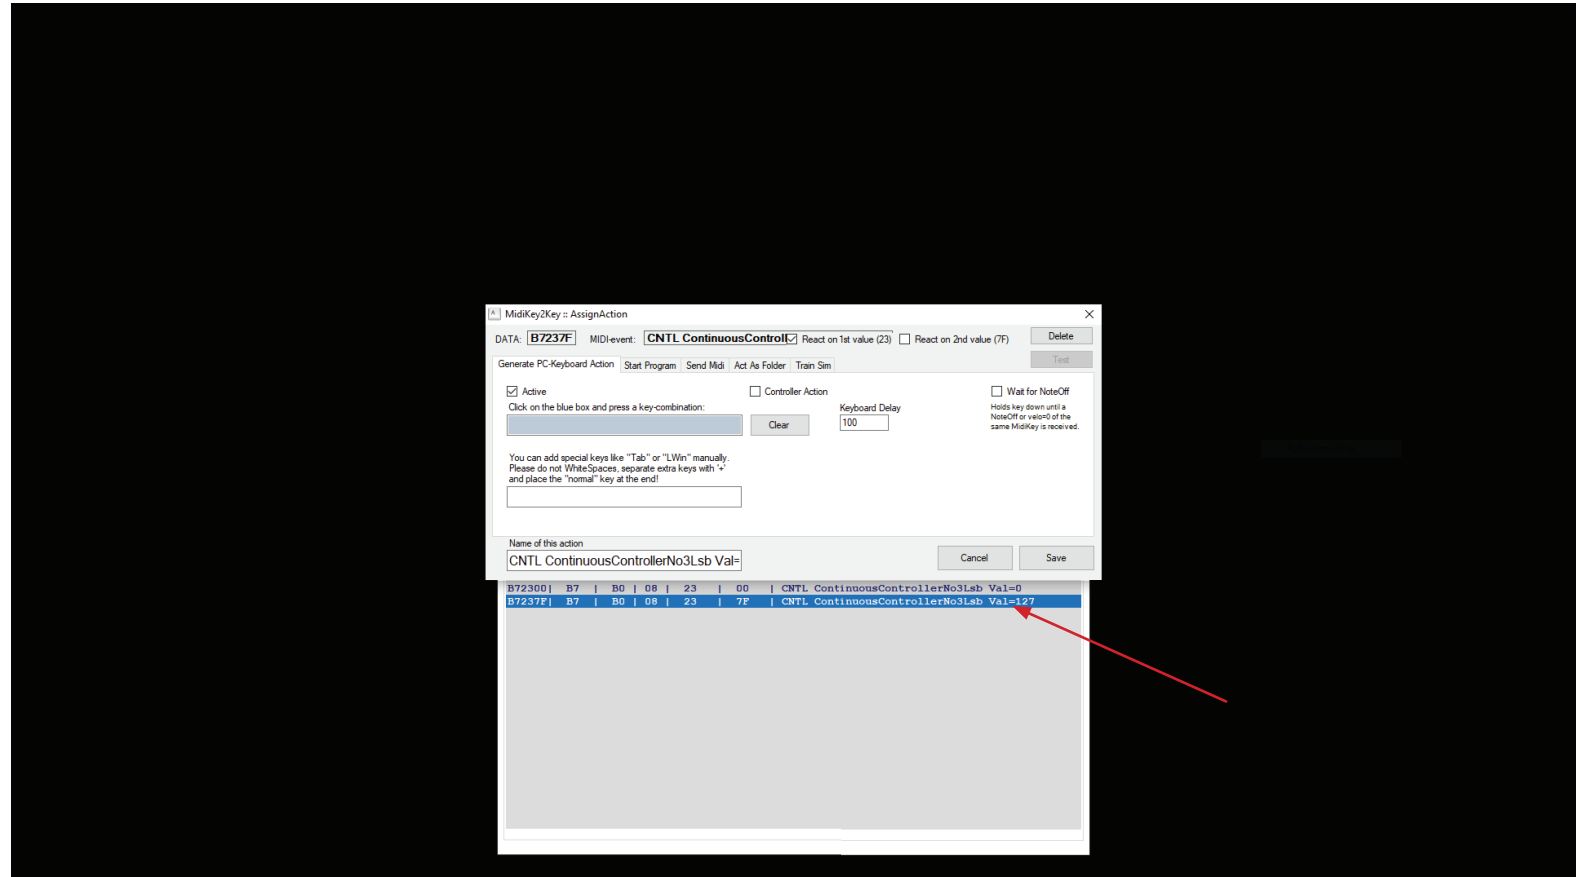 MidiKey2Key :: AssignAction
DATA: B7237F MIDI-event: CNTL ContinuousControll React on 1st value (23) React on 2nd value (7F) Delete
Test
Generate PC-Keyboard Action Start Program Send Midi Act As Folder Train Sim
Active Controller Action Wait for NoteOff
Click on the blue box and press a key-combination: Keyboard Delay Holds key down until a
NoteOff or velo=0 of the
same MidiKey is received.
Clear 100
You can add special keys like "Tab" or "LWin" manually.
Please do not WhiteSpaces, separate extra keys with '+'
and place the "normal" key at the end!
Name of this action
CNTL ContinuousControllerNo3Lsb Val= Cancel Save
B72300| B7 | B0 | 08 | 23 | 00 | CNTL ContinuousControllerNo3Lsb Val=0
B7237F| B7 | B0 | 08 | 23 | 7F | CNTL ContinuousControllerNo3Lsb Val=127